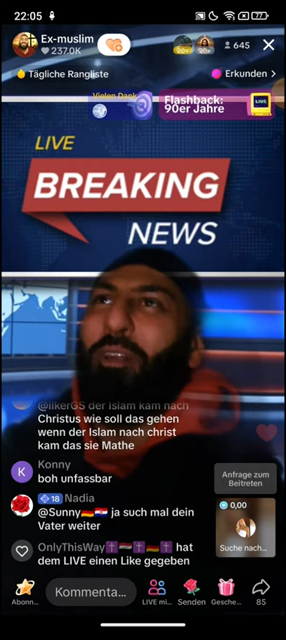 22:05
77
Ex-muslim
237.0K
20+
20+
645
Tägliche Rangliste
Erkunden >
Vielen Dank
Flashback:
90er Jahre
LIVE
LIVE
BREAKING
NEWS
@ilkerGS der Islam kam nach
Christus wie soll das gehen
wenn der Islam nach christ
kam das sie Mathe
K
Konny
boh unfassbar
Anfrage zum
Beitreten
18 Nadia
@Sunny🇩🇪🇭🇷 ja such mal dein
Vater weiter
0,00
Suche nach...
OnlyThisWay✝️🇪🇬✝️🇩🇪✝️ hat
dem LIVE einen Like gegeben
Kommenta...
Abonn...
LIVE mi...
Senden
Gesche...
85